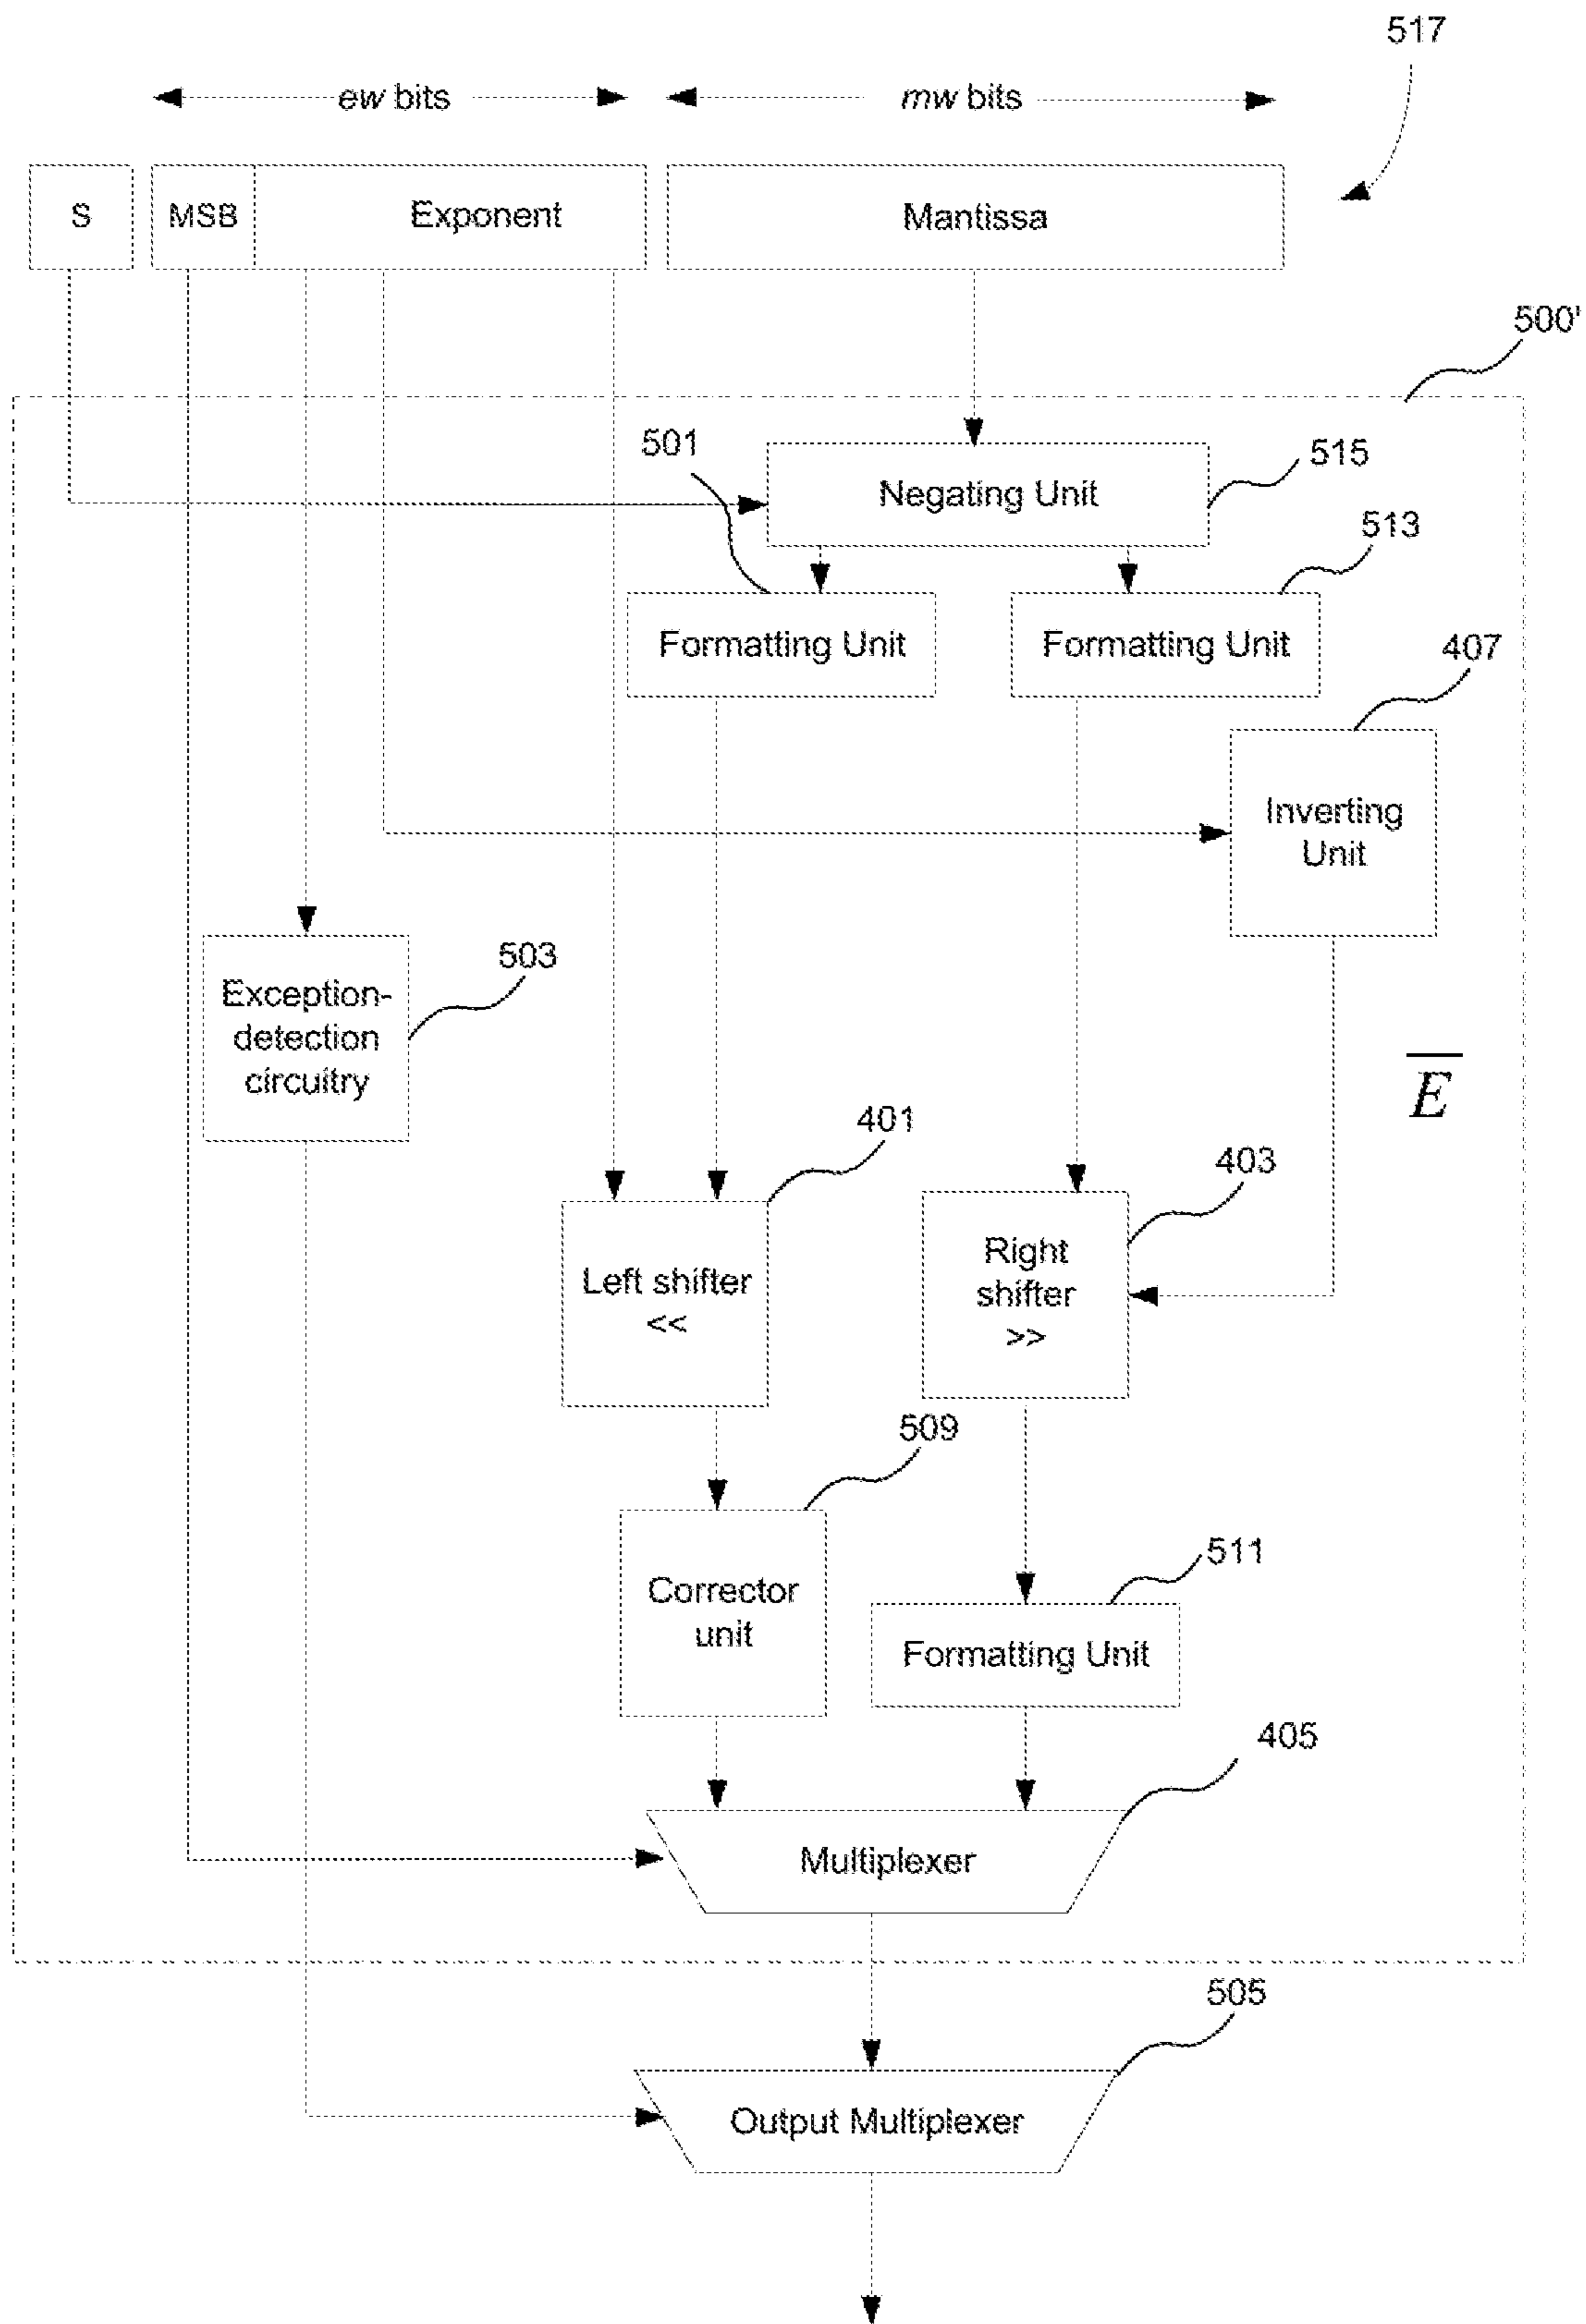 517
ew bits
mw bits
S
MSB
Exponent
Mantissa
500'
501
Negating Unit
515
513
Formatting Unit
Formatting Unit
407
Inverting
Unit
503
Exception-
detection
circuitry
E̅
401
403
Left shifter
<<
Right
shifter
>>
509
Corrector
unit
511
Formatting Unit
405
Multiplexer
505
Output Multiplexer